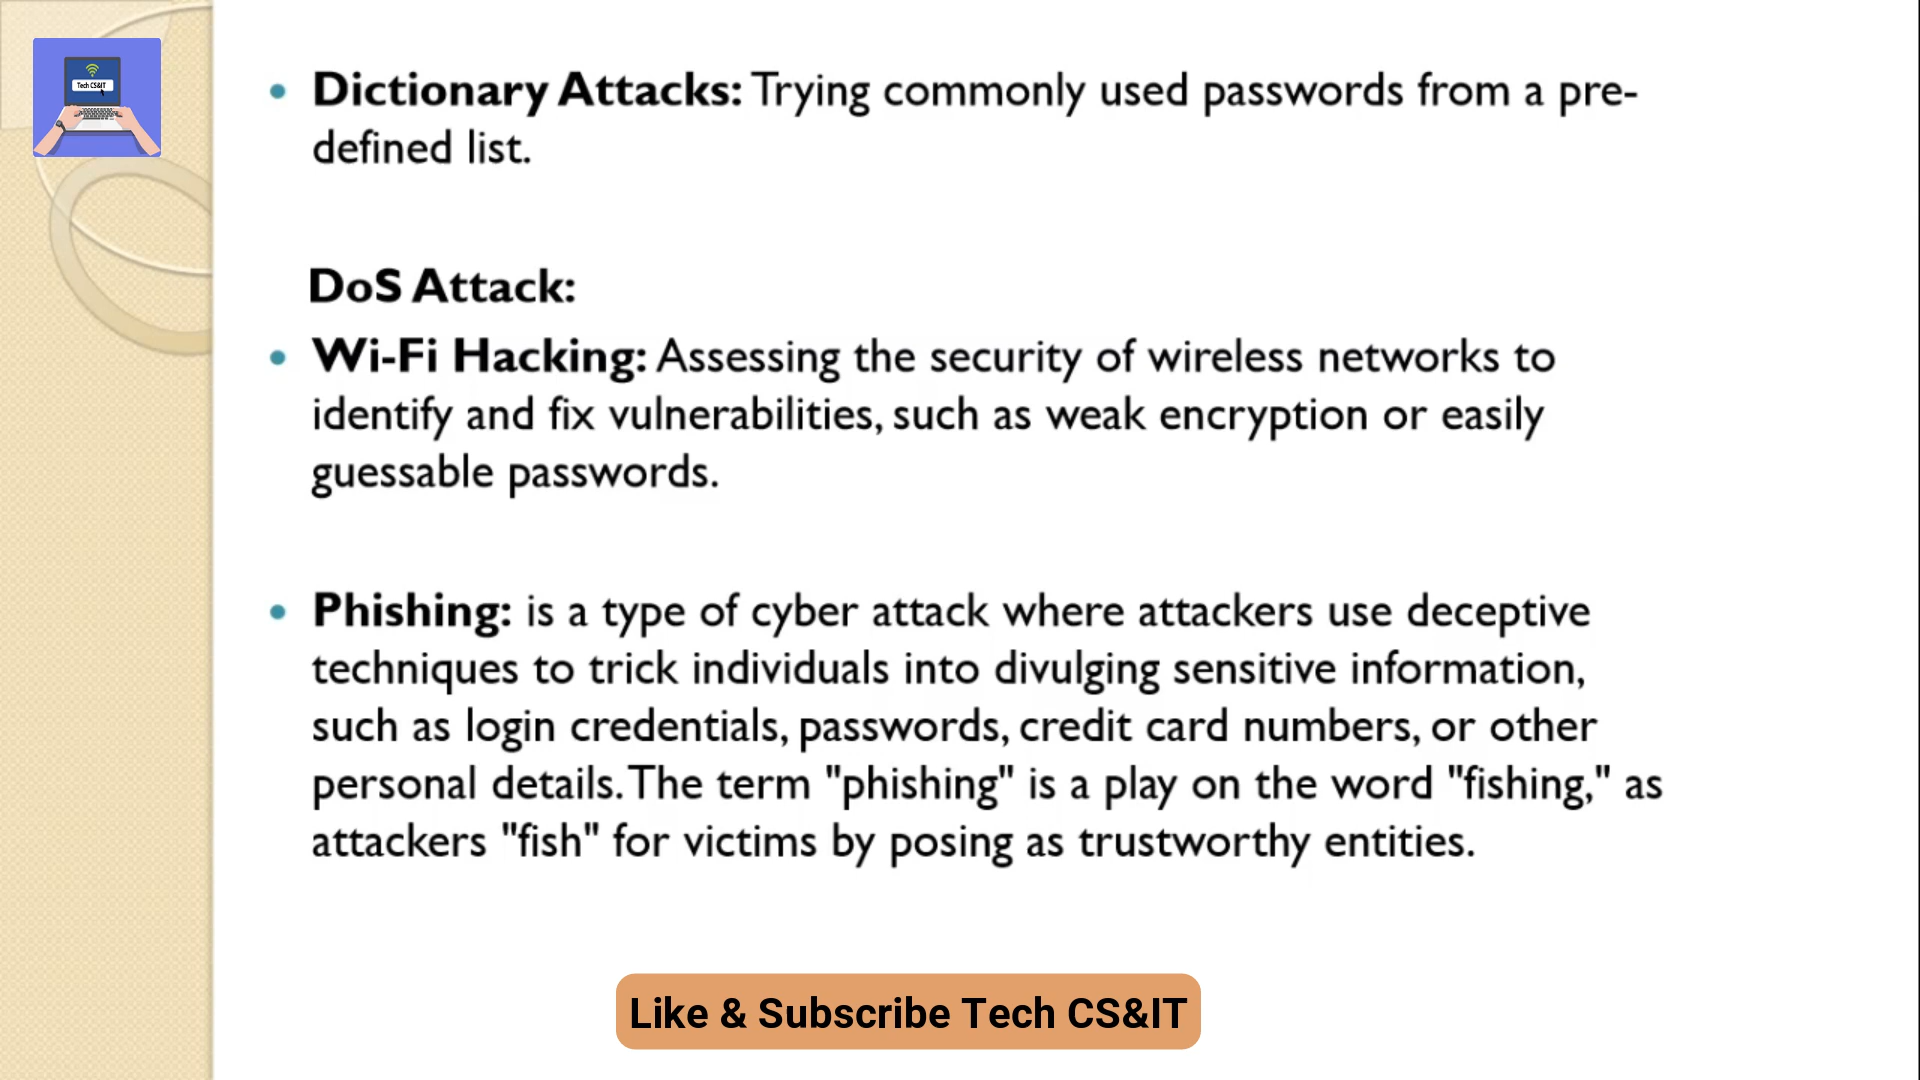 Tech CS&IT
• Dictionary Attacks: Trying commonly used passwords from a pre-
defined list.
DoS Attack:
• Wi-Fi Hacking: Assessing the security of wireless networks to
identify and fix vulnerabilities, such as weak encryption or easily
guessable passwords.
• Phishing: is a type of cyber attack where attackers use deceptive
techniques to trick individuals into divulging sensitive information,
such as login credentials, passwords, credit card numbers, or other
personal details. The term "phishing" is a play on the word "fishing," as
attackers "fish" for victims by posing as trustworthy entities.
Like & Subscribe Tech CS&IT